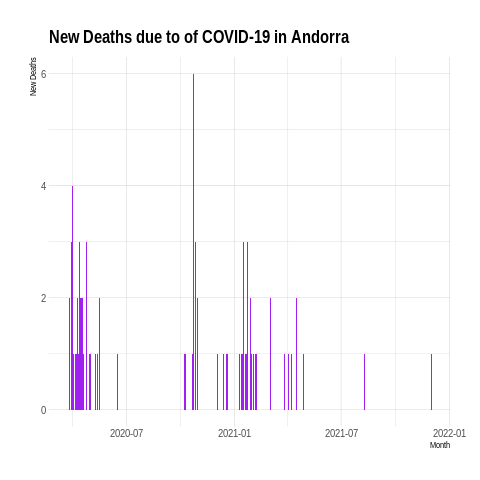 New Deaths due to of COVID-19 in Andorra
New Deaths
6
4
2
0
2020-07 2021-01 2021-07 2022-01
Month